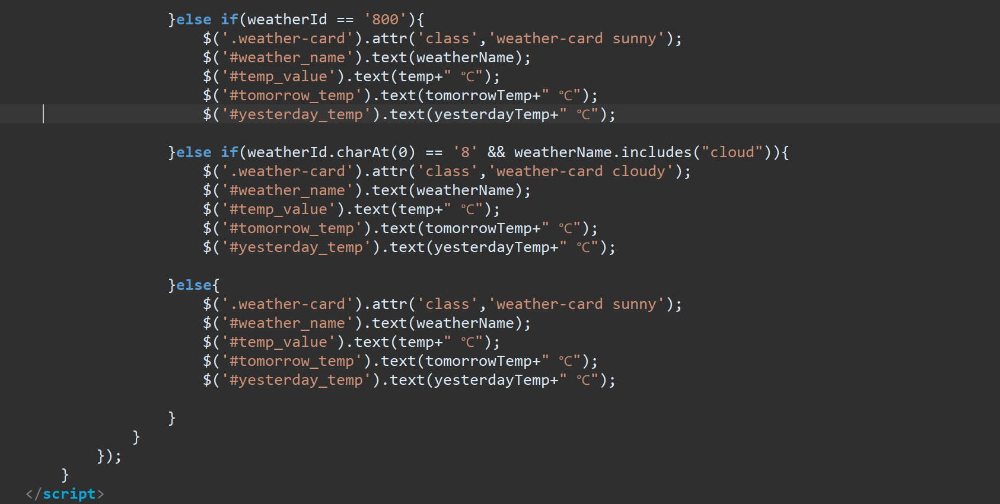 }else if(weatherId == '800'){
$('.weather-card').attr('class','weather-card sunny');
$('#weather_name').text(weatherName);
$('#temp_value').text(temp+" ℃");
$('#tomorrow_temp').text(tomorrowTemp+" ℃");
$('#yesterday_temp').text(yesterdayTemp+" ℃");
}else if(weatherId.charAt(0) == '8' && weatherName.includes("cloud")){
$('.weather-card').attr('class','weather-card cloudy');
$('#weather_name').text(weatherName);
$('#temp_value').text(temp+" ℃");
$('#tomorrow_temp').text(tomorrowTemp+" ℃");
$('#yesterday_temp').text(yesterdayTemp+" ℃");
}else{
$('.weather-card').attr('class','weather-card sunny');
$('#weather_name').text(weatherName);
$('#temp_value').text(temp+" ℃");
$('#tomorrow_temp').text(tomorrowTemp+" ℃");
$('#yesterday_temp').text(yesterdayTemp+" ℃");
}
}
});
}
</script>